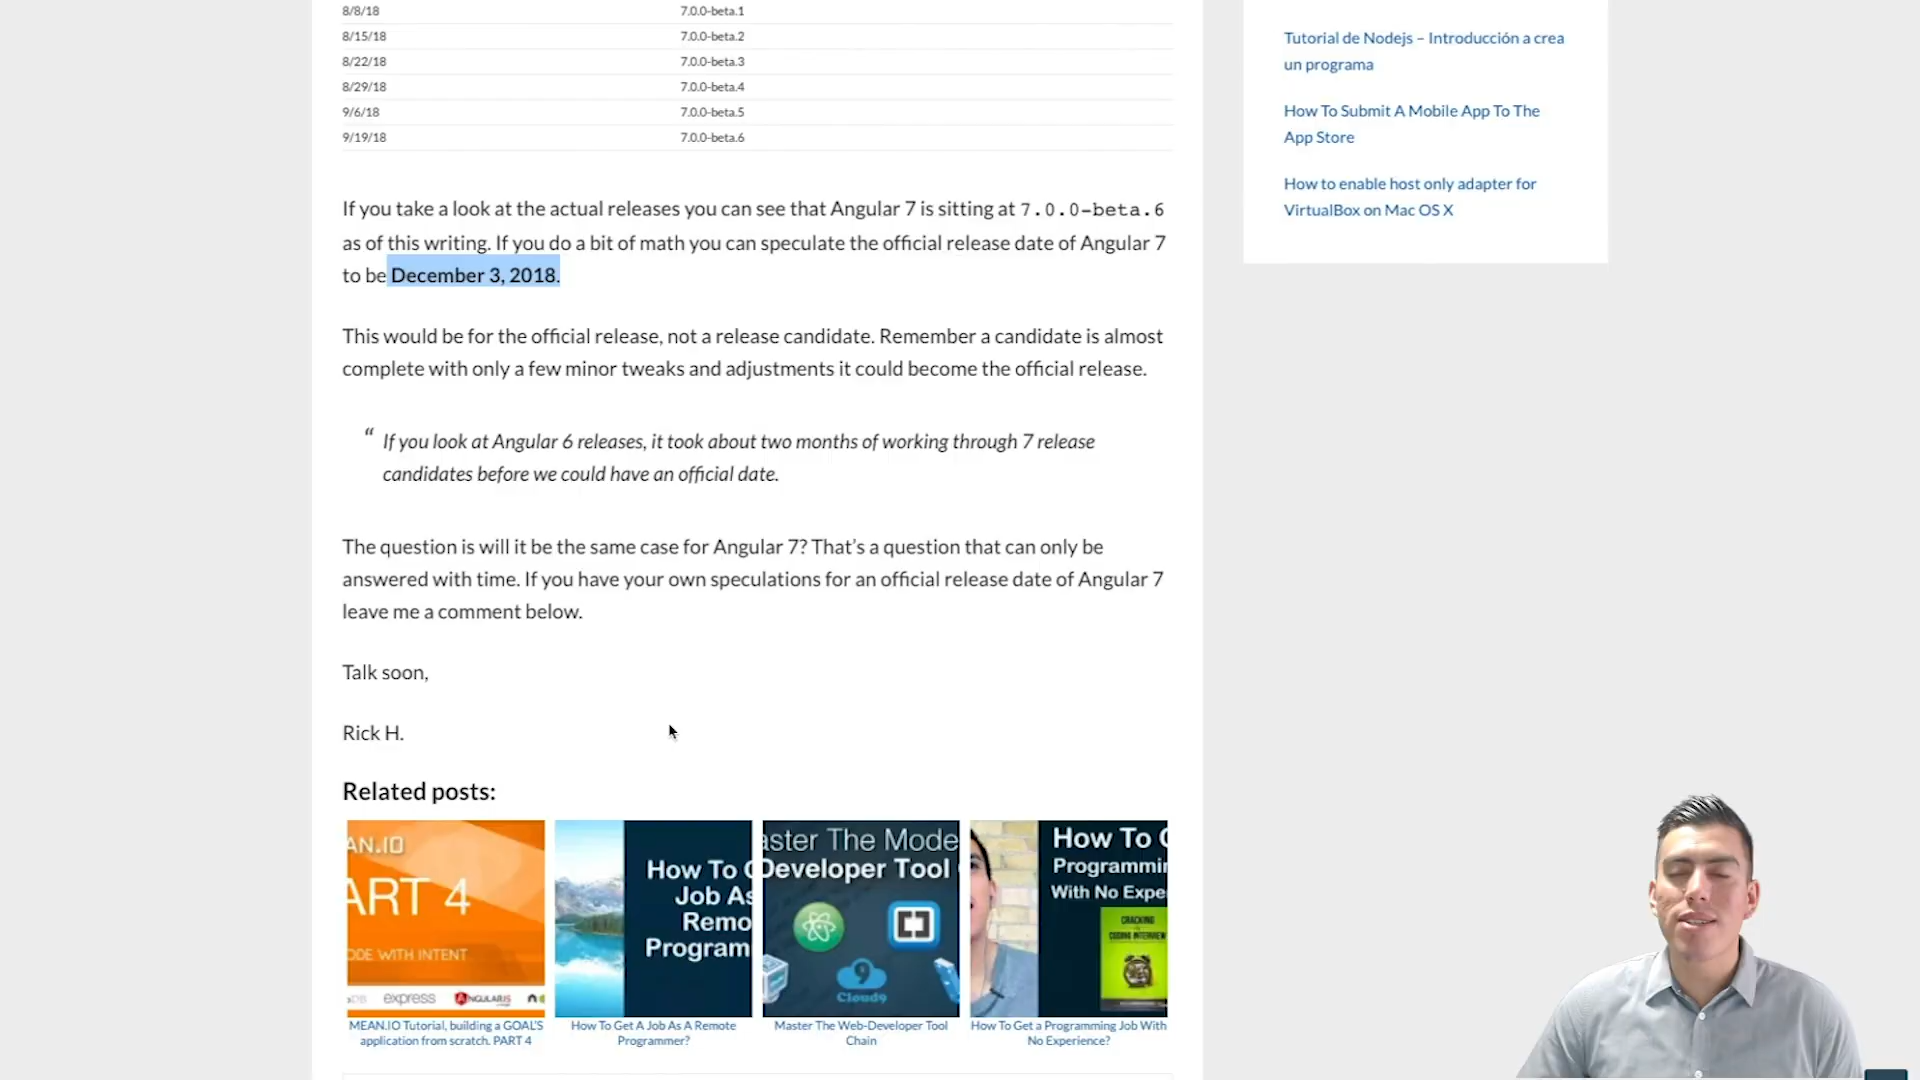 8/8/18 7.0.0-beta.1
8/15/18 7.0.0-beta.2
8/22/18 7.0.0-beta.3
8/29/18 7.0.0-beta.4
9/6/18 7.0.0-beta.5
9/19/18 7.0.0-beta.6
If you take a look at the actual releases you can see that Angular 7 is sitting at 7.0.0-beta.6
as of this writing. If you do a bit of math you can speculate the official release date of Angular 7
to be December 3, 2018.
This would be for the official release, not a release candidate. Remember a candidate is almost
complete with only a few minor tweaks and adjustments it could become the official release.
“ If you look at Angular 6 releases, it took about two months of working through 7 release
candidates before we could have an official date.
The question is will it be the same case for Angular 7? That’s a question that can only be
answered with time. If you have your own speculations for an official release date of Angular 7
leave me a comment below.
Talk soon,
Rick H.
Related posts:
AN.IO
ART 4
ODE WITH INTENT
express ANGULARJS
MEAN.IO Tutorial, building a GOAL'S
application from scratch. PART 4
How To G
Job As
Remo
Program
How To Get A Job As A Remote
Programmer?
aster The Mode
Developer Tool
Cloud9
Master The Web-Developer Tool
Chain
How To G
Programmin
With No Expe
CRACKING
CODING INTERVIEW
How To Get a Programming Job With
No Experience?
Tutorial de Nodejs – Introducción a crea
un programa
How To Submit A Mobile App To The
App Store
How to enable host only adapter for
VirtualBox on Mac OS X